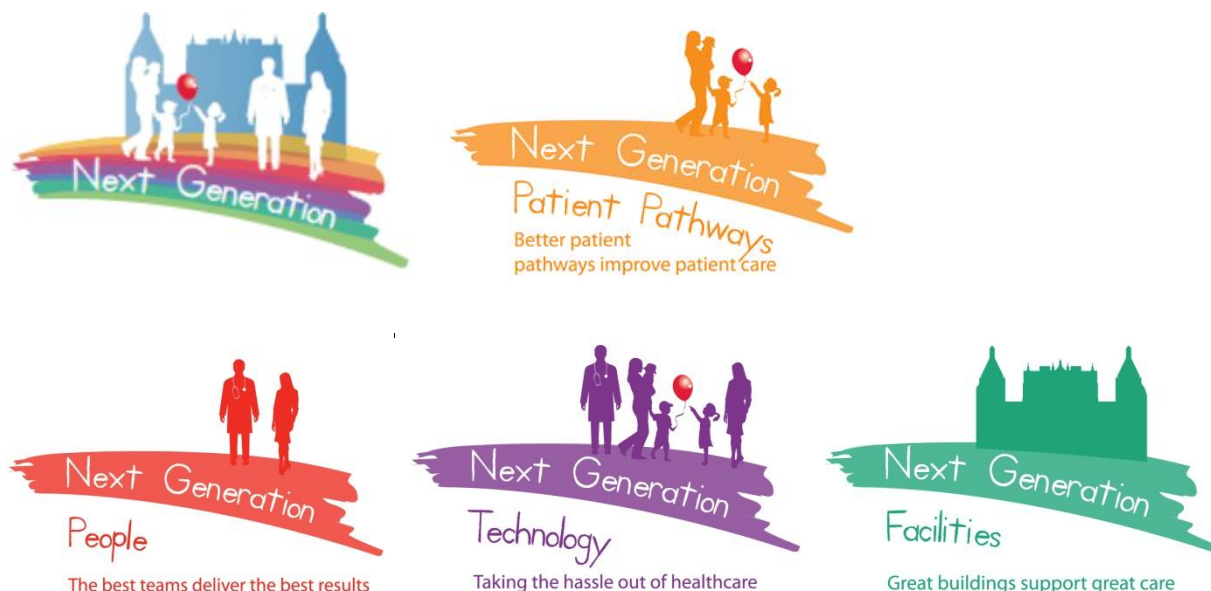 Next Generation
Next Generation
Patient Pathways
Better patient
pathways improve patient care
Next Generation
People
The best teams deliver the best results
Next Generation
Technology
Taking the hassle out of healthcare
Next Generation
Facilities
Great buildings support great care